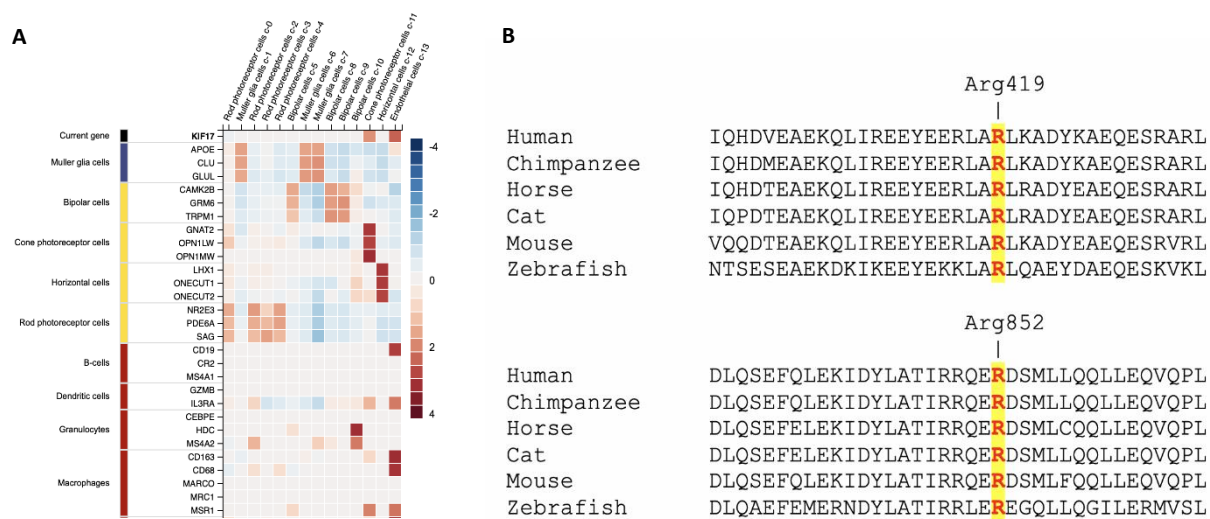 A
B
Rod photoreceptor cells c-0
Muller glia cells c-1
Rod photoreceptor cells c-2
Rod photoreceptor cells c-3
Rod photoreceptor cells c-4
Bipolar cells c-5
Muller glia cells c-6
Muller glia cells c-7
Bipolar cells c-8
Bipolar cells c-9
Bipolar cells c-10
Cone photoreceptor cells c-11
Horizontal cells c-12
Endothelial cells c-13
Current gene KIF17
Muller glia cells APOE
CLU
GLUL
Bipolar cells CAMK2B
GRM6
TRPM1
Cone photoreceptor cells GNAT2
OPN1LW
OPN1MW
Horizontal cells LHX1
ONECUT1
ONECUT2
Rod photoreceptor cells NR2E3
PDE6A
SAG
B-cells CD19
CR2
MS4A1
Dendritic cells GZMB
IL3RA
Granulocytes CEBPE
HDC
MS4A2
Macrophages CD163
CD68
MARCO
MRC1
MSR1
-4
-2
0
2
4
Arg419
Human IQHDVEAEKQLIREEYEERLARLKADYKAEQESRARL
Chimpanzee IQHDMEAEKQLIREEYEERLARLKADYKAEQESRARL
Horse IQHDTEAEKQLIREEYEERLARLRADYKAEQESRARL
Cat IQPDTEAEKQLIREEYEERLARLRADYKAEQESRARL
Mouse VQQDTEAEKQLIREEYEERLARLKADYEAEQESRVRL
Zebrafish NTSESEAEKDKIKEEYEKKLARLQAEYDAEQESKVKL
Arg852
Human DLQSEFQLEKIDYLATIRRQERDSMLLQQLLEQVQPL
Chimpanzee DLQSEFQLEKIDYLATIRRQERDSMLLQQLLEQVQPL
Horse DLQSEFELEKIDYLATIRRQERDSMLCQQLLEQVQPL
Cat DLQSEFELEKIDYLATIRRQERDSMLLQQLLEQVQPL
Mouse DLQSEFELEKIDYLATIRRQERDSMLFQQLLEQVQPL
Zebrafish DLQAEFEMERNDYLATIRRLEREGQLLQGILERMVSL